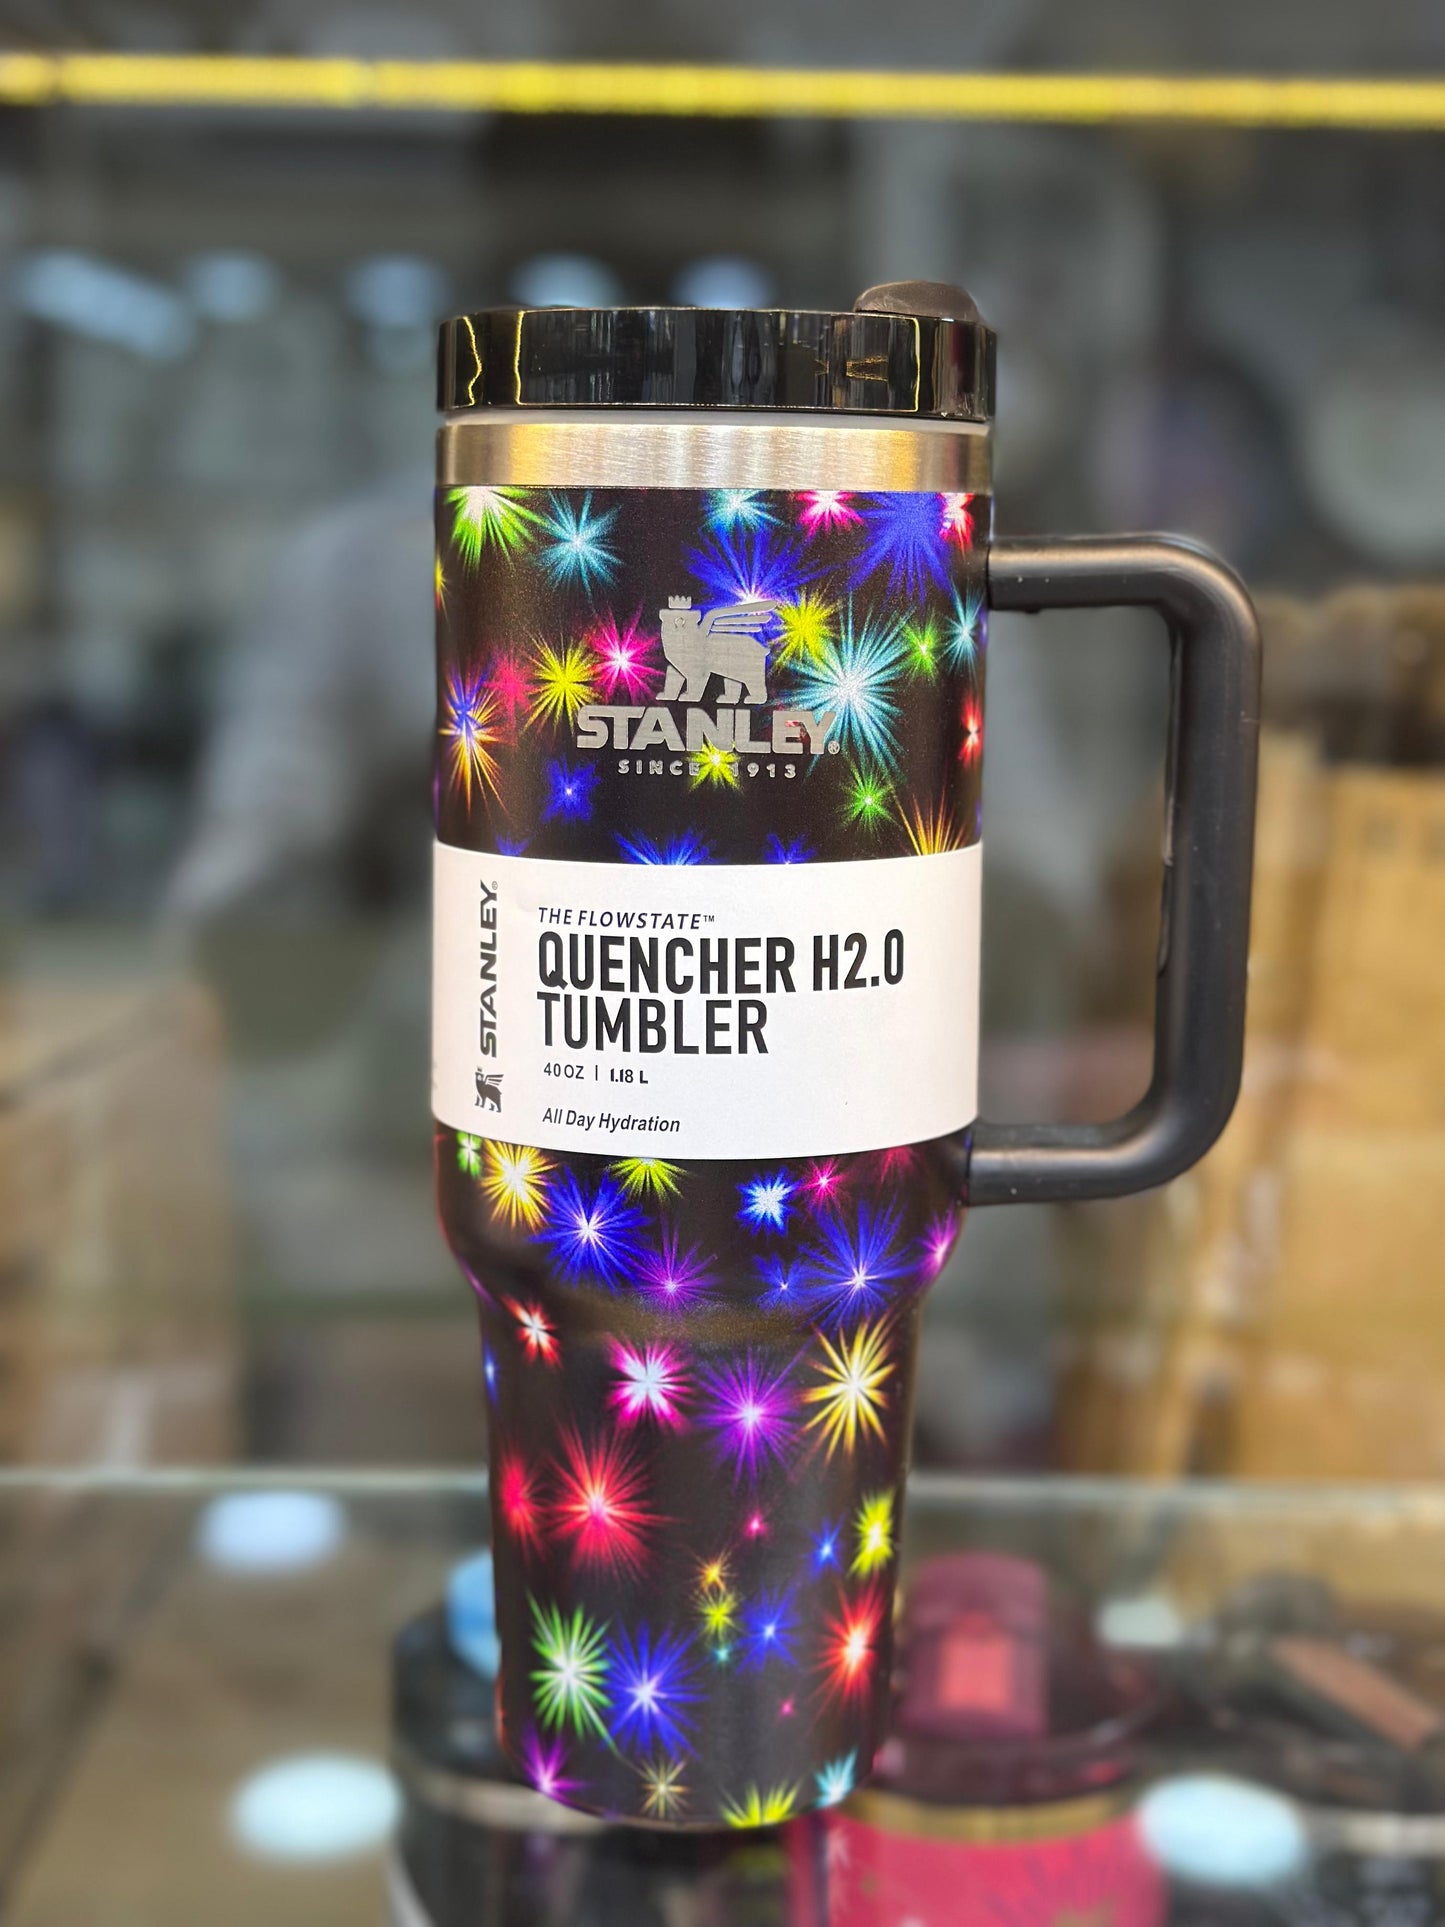 STANLEY®
SINCE 1913
STANLEY®
THE FLOWSTATE™
QUENCHER H2.0
TUMBLER
40 OZ | 1.18 L
All Day Hydration